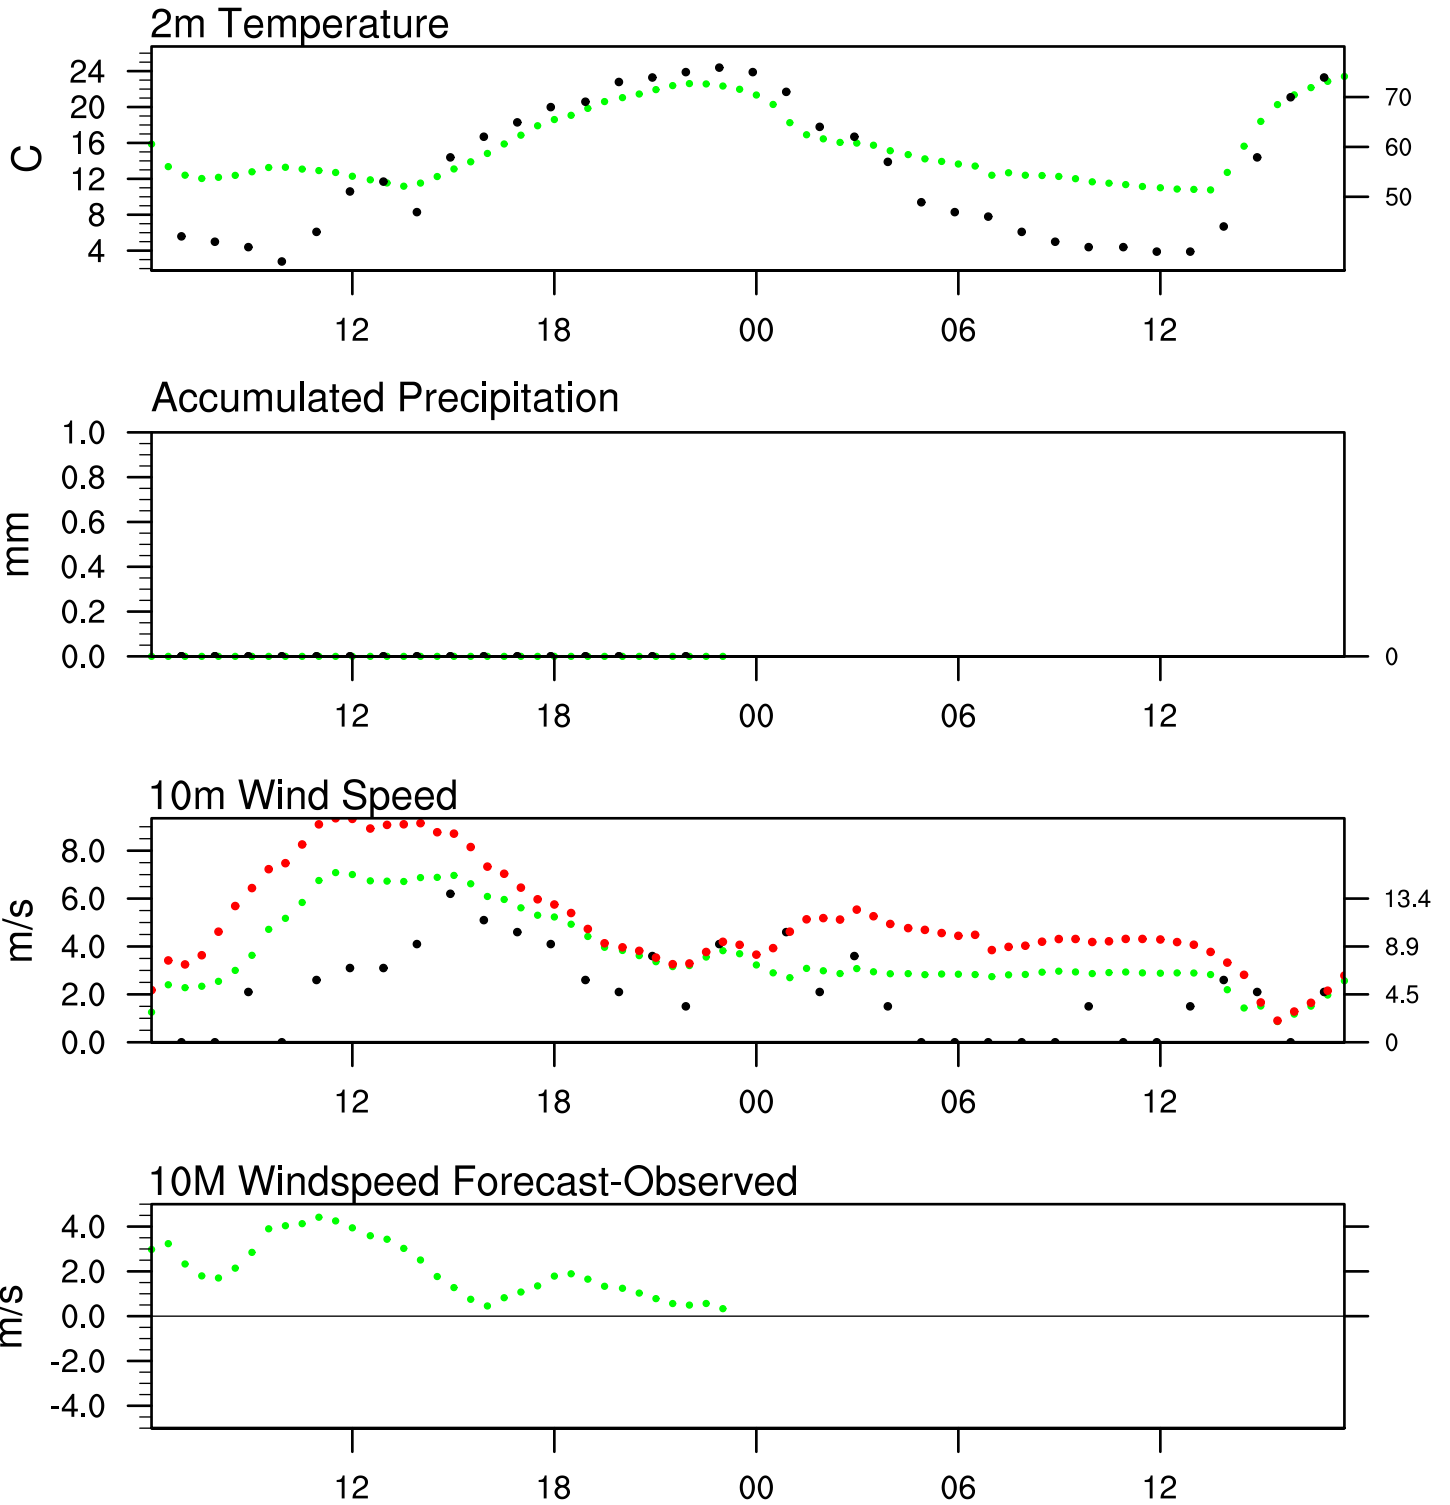 2m Temperature
C
24
20
16
12
8
4
70
60
50
12 18 00 06 12
Accumulated Precipitation
mm
1.0
0.8
0.6
0.4
0.2
0.0
0
12 18 00 06 12
10m Wind Speed
m/s
8.0
6.0
4.0
2.0
0.0
13.4
8.9
4.5
0
12 18 00 06 12
10M Windspeed Forecast-Observed
m/s
4.0
2.0
0.0
-2.0
-4.0
12 18 00 06 12